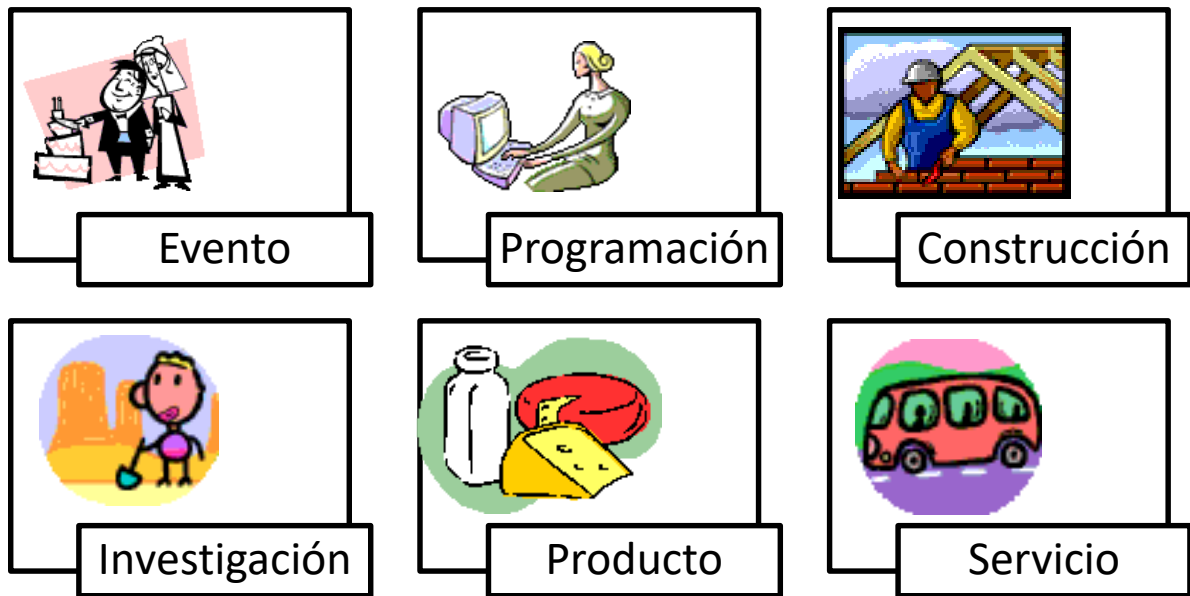 Evento
Programación
Construcción
Investigación
Producto
Servicio